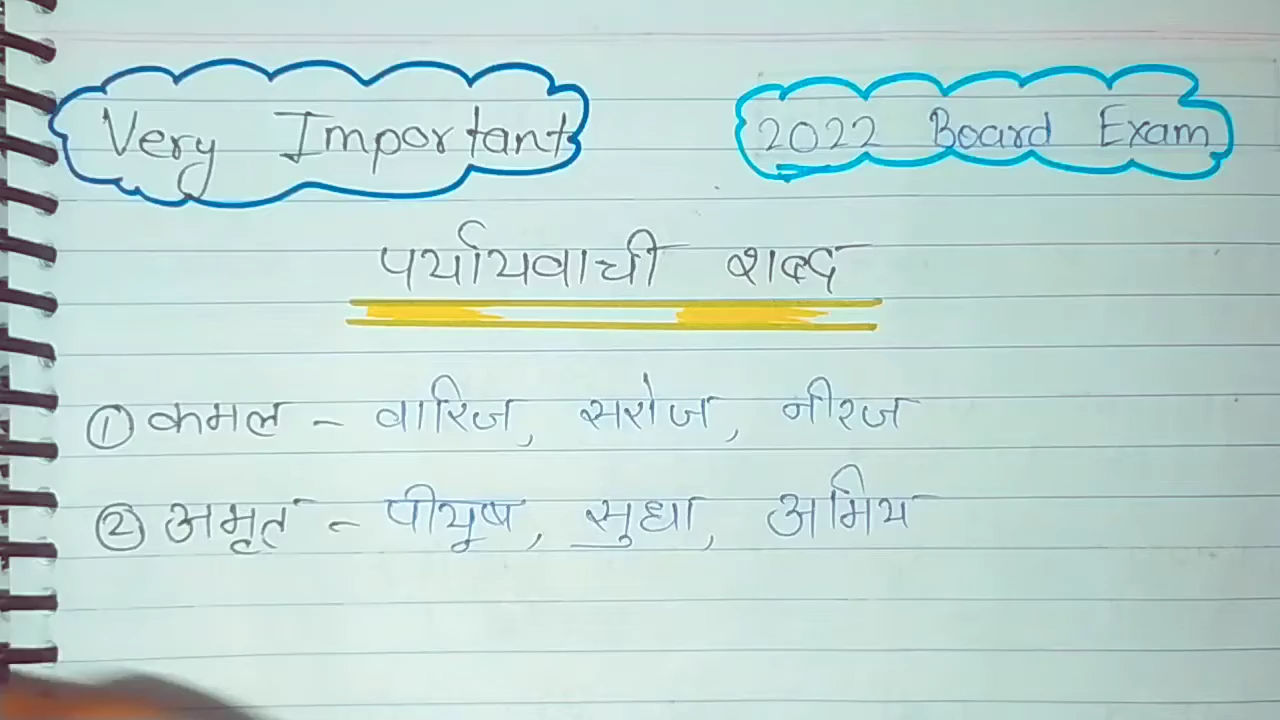 Very Important
2022 Board Exam
पर्यायवाची शब्द
① कमल - वारिज, सरोज, नीरज
② अमृत - पीयूष, सुधा, अमिय